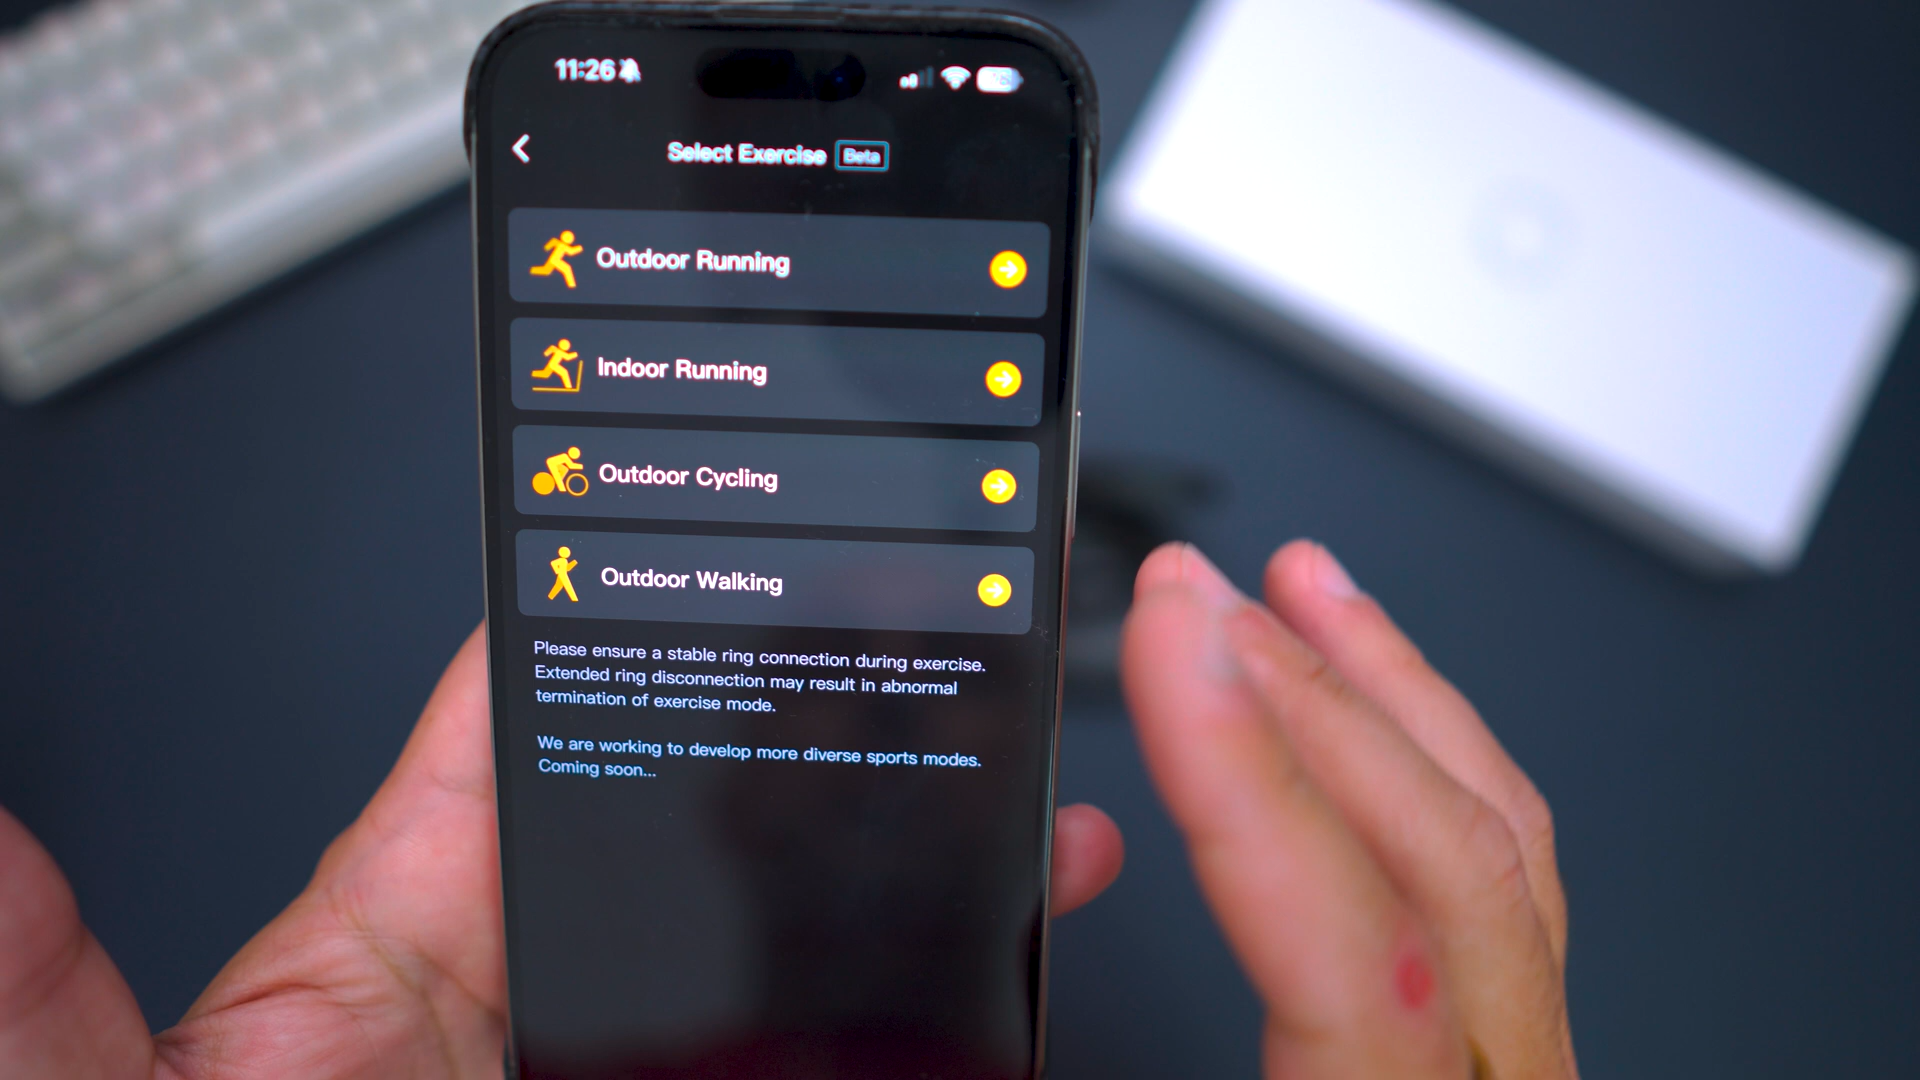 11:26
Select Exercise Beta
Outdoor Running
Indoor Running
Outdoor Cycling
Outdoor Walking
Please ensure a stable ring connection during exercise.
Extended ring disconnection may result in abnormal
termination of exercise mode.
We are working to develop more diverse sports modes.
Coming soon...